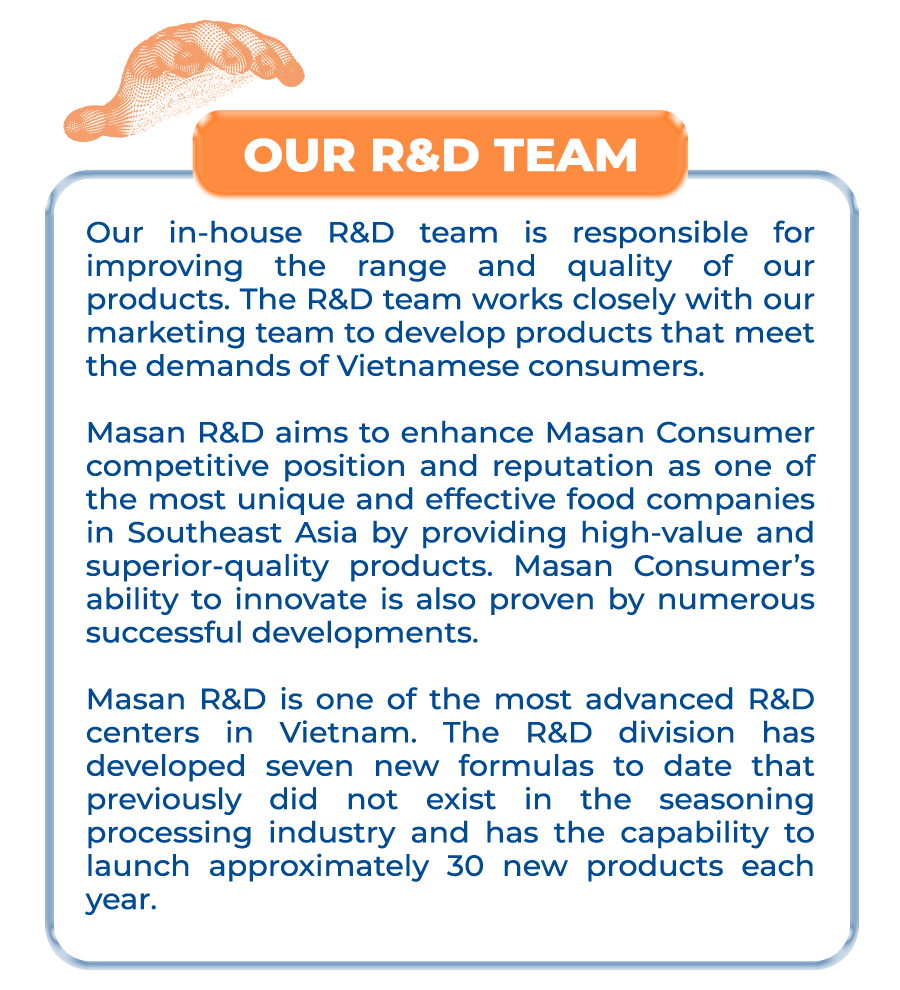 OUR R&D TEAM
Our in-house R&D team is responsible for
improving the range and quality of our
products. The R&D team works closely with our
marketing team to develop products that meet
the demands of Vietnamese consumers.
Masan R&D aims to enhance Masan Consumer
competitive position and reputation as one of
the most unique and effective food companies
in Southeast Asia by providing high-value and
superior-quality products. Masan Consumer’s
ability to innovate is also proven by numerous
successful developments.
Masan R&D is one of the most advanced R&D
centers in Vietnam. The R&D division has
developed seven new formulas to date that
previously did not exist in the seasoning
processing industry and has the capability to
launch approximately 30 new products each
year.